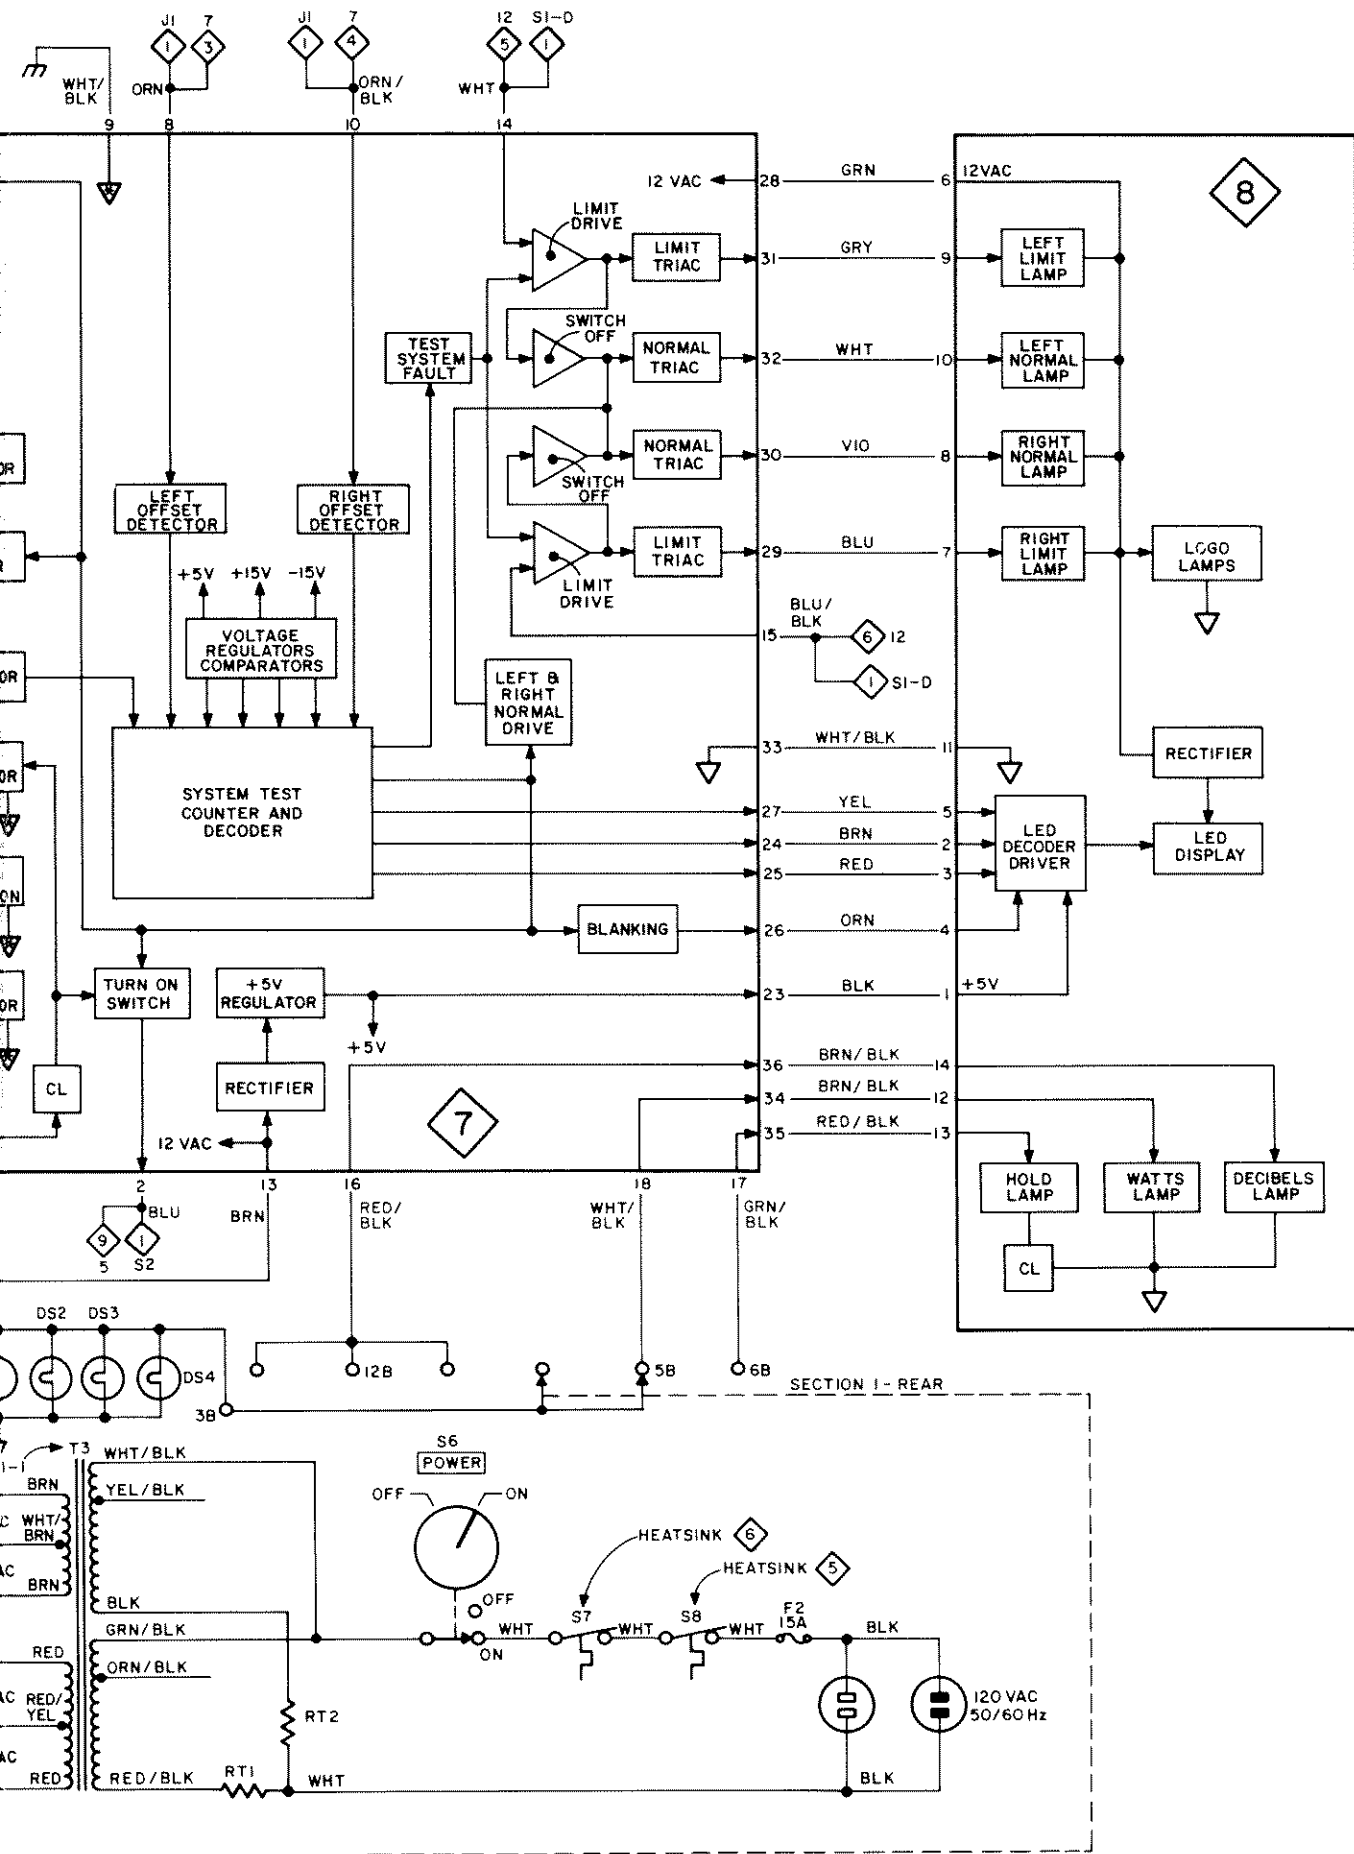 J1 7 J1 7 12 S1-D
1 3 1 4 5 1
WHT/
BLK
ORN
ORN/
BLK
WHT
9 8 10 14
12 VAC 28 GRN 6 12VAC
8
LIMIT
DRIVE
LIMIT
TRIAC
31 GRY 9
LEFT
LIMIT
LAMP
SWITCH
OFF
TEST
SYSTEM
FAULT
NORMAL
TRIAC
32 WHT 10
LEFT
NORMAL
LAMP
OR
NORMAL
TRIAC
30 VIO 8
RIGHT
NORMAL
LAMP
SWITCH
OFF
LEFT
OFFSET
DETECTOR
RIGHT
OFFSET
DETECTOR
R
LIMIT
TRIAC
29 BLU 7
RIGHT
LIMIT
LAMP
LOGO
LAMPS
+5V +15V -15V
LIMIT
DRIVE
VOLTAGE
REGULATORS
COMPARATORS
BLU/
BLK
15 6 12
1 S1-D
OR
LEFT &
RIGHT
NORMAL
DRIVE
33 WHT/BLK 11
RECTIFIER
OR
SYSTEM TEST
COUNTER AND
DECODER
27 YEL 5
24 BRN 2
25 RED 3
LED
DECODER
DRIVER
LED
DISPLAY
ON
BLANKING
26 ORN 4
OR
TURN ON
SWITCH
+5V
REGULATOR
23 BLK 1 +5V
+5V
CL
RECTIFIER
7
36 BRN/BLK 14
34 BRN/BLK 12
35 RED/BLK 13
12 VAC
HOLD
LAMP
WATTS
LAMP
DECIBELS
LAMP
CL
2 13 16 18 17
BLU
BRN
RED/
BLK
WHT/
BLK
GRN/
BLK
9 1
5 S2
DS2 DS3
DS4
12B 5B 6B
3B
SECTION 1-REAR
1-1
T3
WHT/BLK
BRN
YEL/BLK
C WHT/
BRN
AC
BRN
BLK
GRN/BLK
RED
ORN/BLK
AC RED/
YEL
AC
RED
RED/BLK
RT1
WHT
RT2
S6
POWER
OFF ON
OFF
ON
WHT
HEATSINK 6
HEATSINK 5
S7
WHT
S8
WHT
F2
15A
BLK
120 VAC
50/60 Hz
BLK